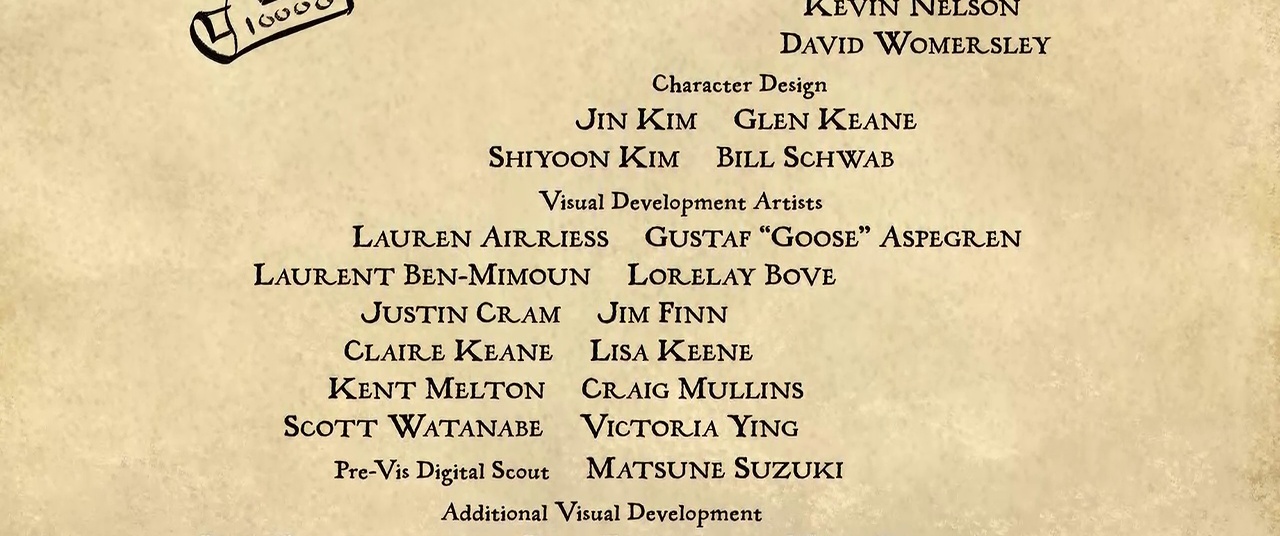 10000
KEVIN NELSON
DAVID WOMERSLEY
Character Design
JIN KIM GLEN KEANE
SHIYOON KIM BILL SCHWAB
Visual Development Artists
LAUREN AIRRIESS GUSTAF “GOOSE” ASPEGREN
LAURENT BEN-MIMOUN LORELAY BOVE
JUSTIN CRAM JIM FINN
CLAIRE KEANE LISA KEENE
KENT MELTON CRAIG MULLINS
SCOTT WATANABE VICTORIA YING
Pre-Vis Digital Scout MATSUNE SUZUKI
Additional Visual Development